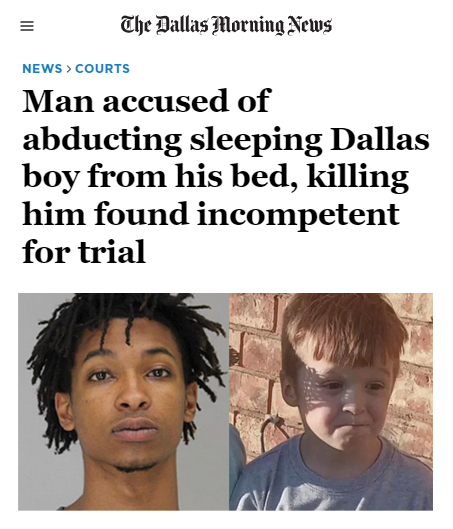 The Dallas Morning News
NEWS > COURTS
Man accused of
abducting sleeping Dallas
boy from his bed, killing
him found incompetent
for trial